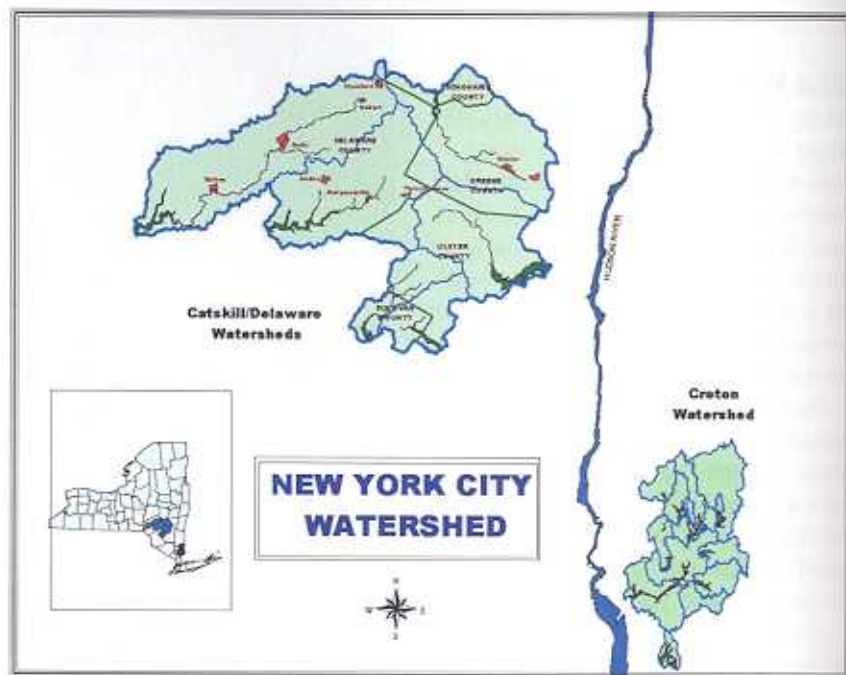 SCHOHARIE
COUNTY
DELAWARE
COUNTY
GREENE
COUNTY
ULSTER
COUNTY
SULLIVAN
COUNTY
Catskill/Delaware
Watersheds
HUDSON RIVER
Croton
Watershed
NEW YORK CITY
WATERSHED
N
W
E
S